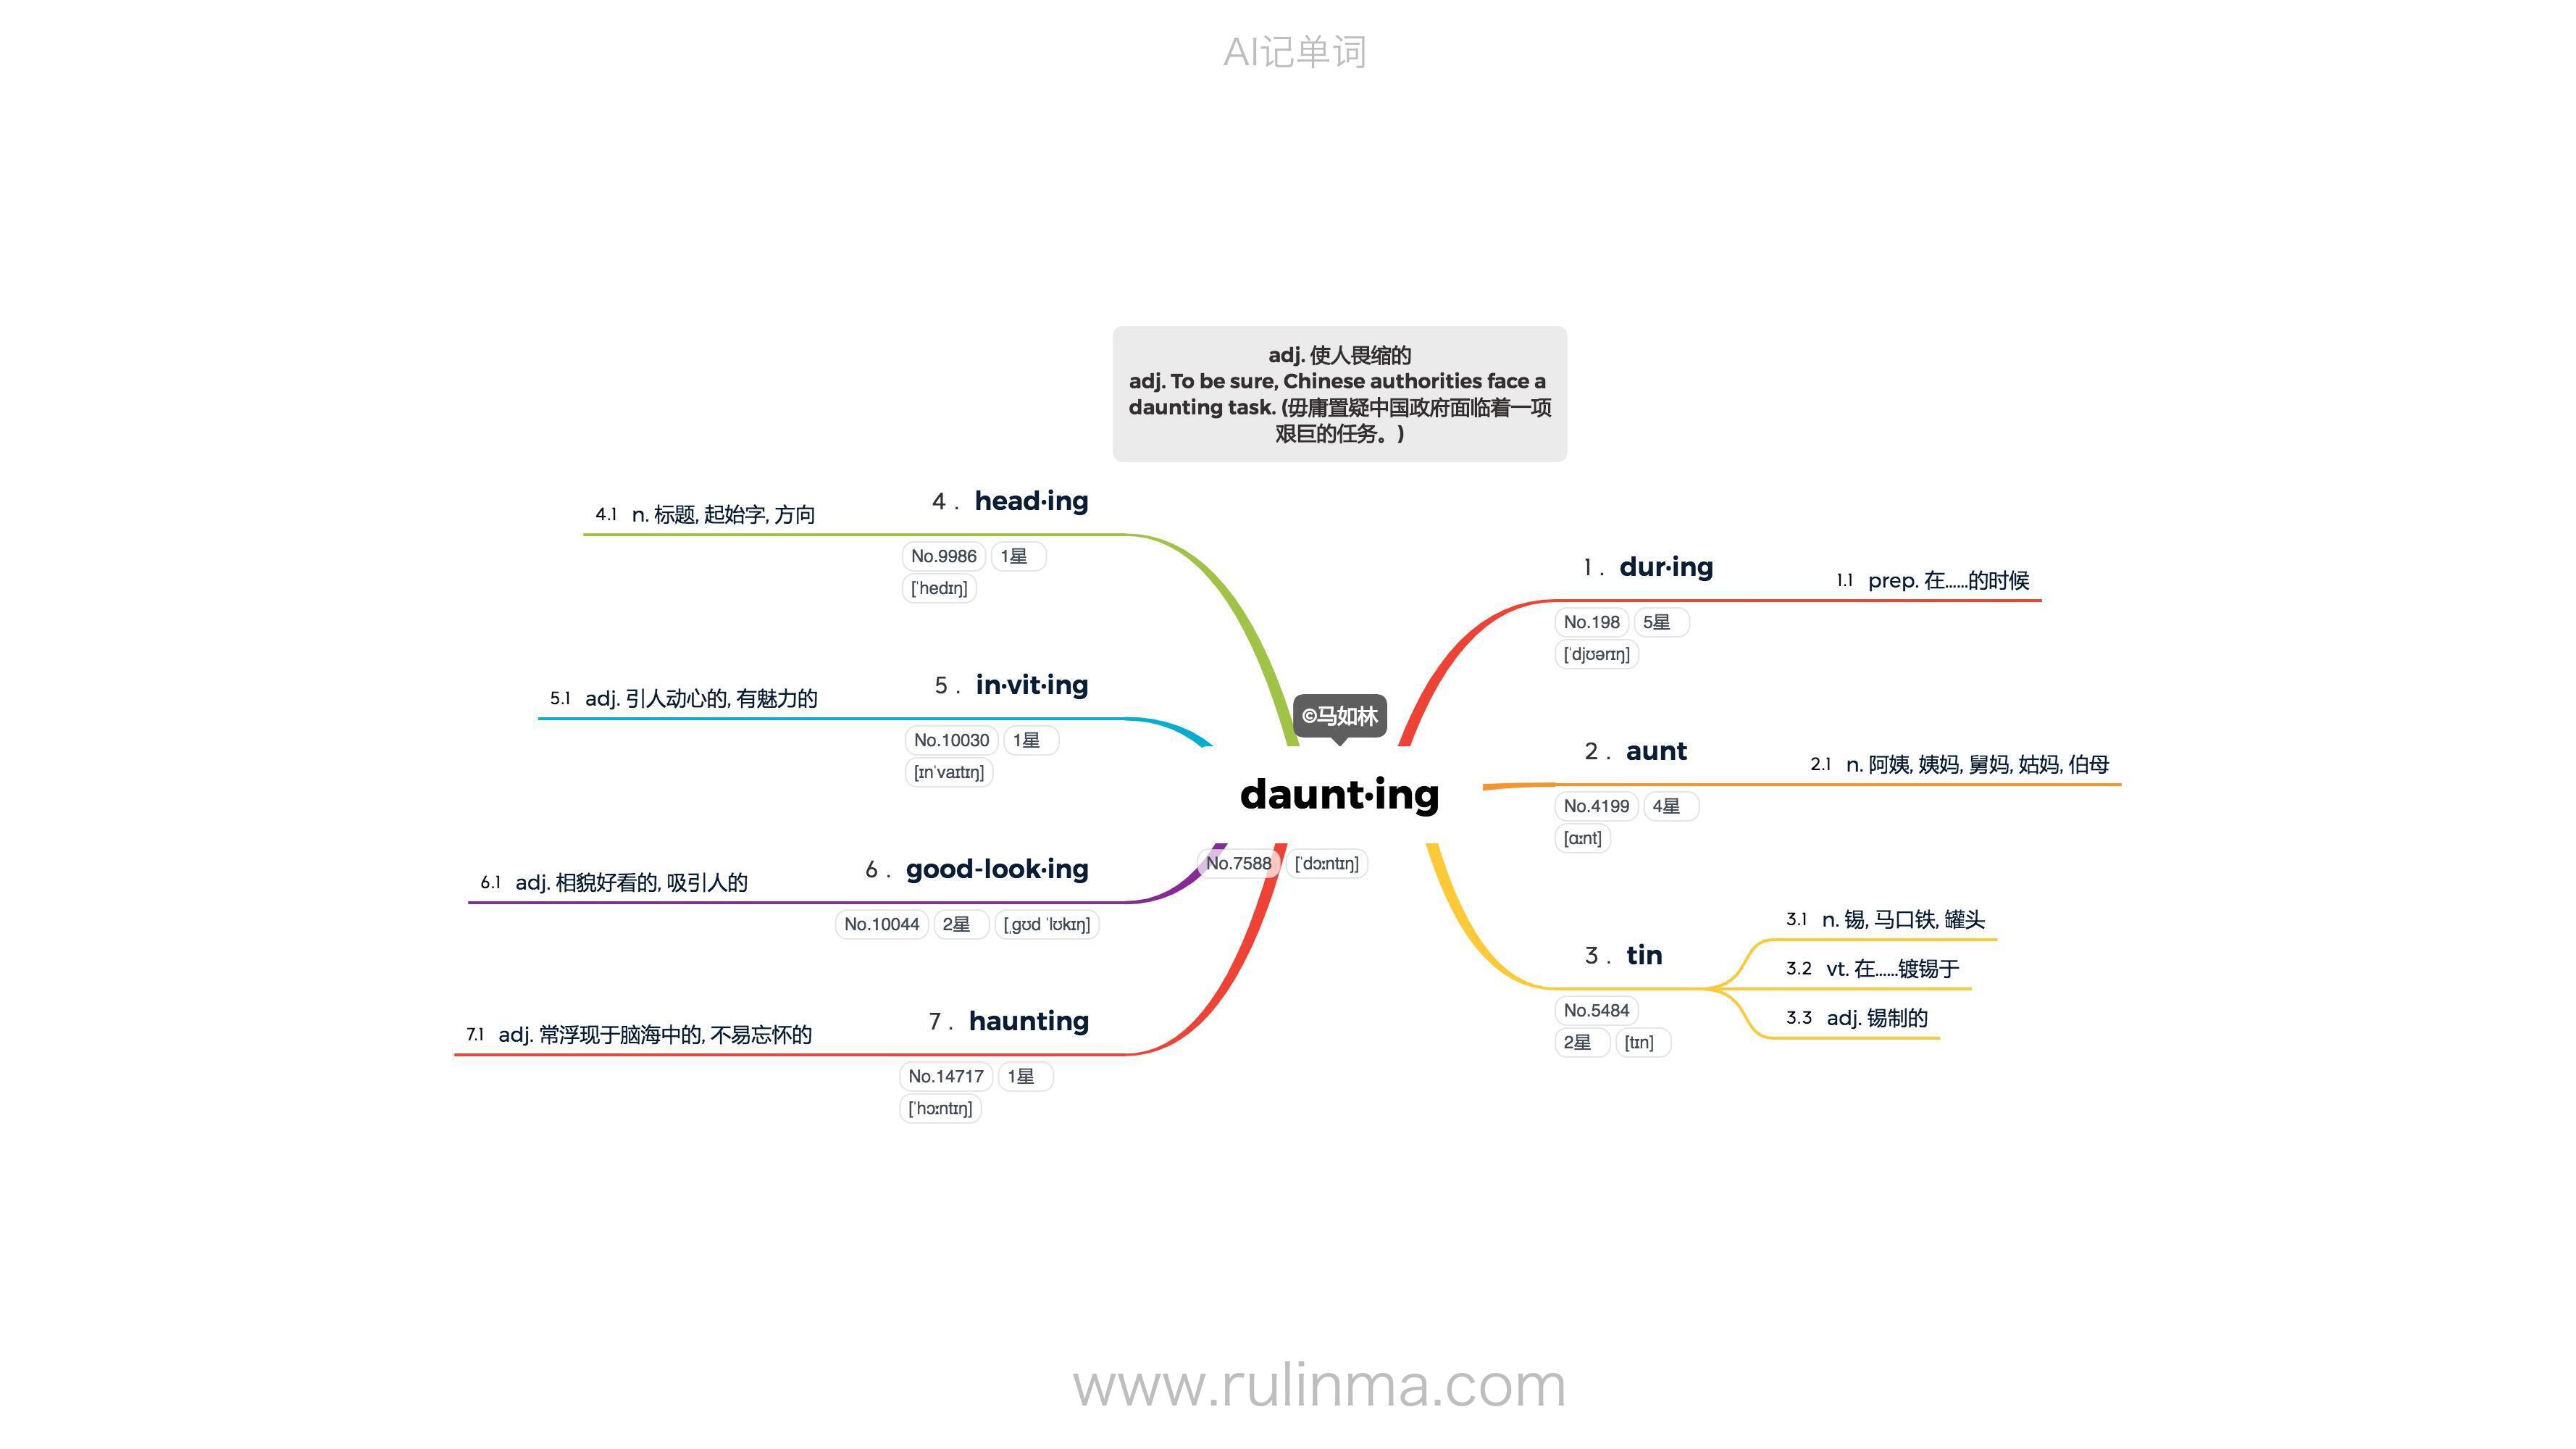 AI记单词
adj. 使人畏缩的
adj. To be sure, Chinese authorities face a
daunting task. (毋庸置疑中国政府面临着一项
艰巨的任务。)
©马如林
daunt·ing
No.7588 [ˈdɔːntɪŋ]
1. dur·ing
No.198 5星
[ˈdjʊərɪŋ]
1.1 prep. 在......的时候
2. aunt
No.4199 4星
[ɑːnt]
2.1 n. 阿姨, 姨妈, 舅妈, 姑妈, 伯母
3. tin
No.5484
2星 [tɪn]
3.1 n. 锡, 马口铁, 罐头
3.2 vt. 在......镀锡于
3.3 adj. 锡制的
4. head·ing
No.9986 1星
[ˈhedɪŋ]
4.1 n. 标题, 起始字, 方向
5. in·vit·ing
No.10030 1星
[ɪnˈvaɪtɪŋ]
5.1 adj. 引人动心的, 有魅力的
6. good-look·ing
No.10044 2星 [ˌɡʊd ˈlʊkɪŋ]
6.1 adj. 相貌好看的, 吸引人的
7. haunting
No.14717 1星
[ˈhɔːntɪŋ]
7.1 adj. 常浮现于脑海中的, 不易忘怀的
www.rulinma.com